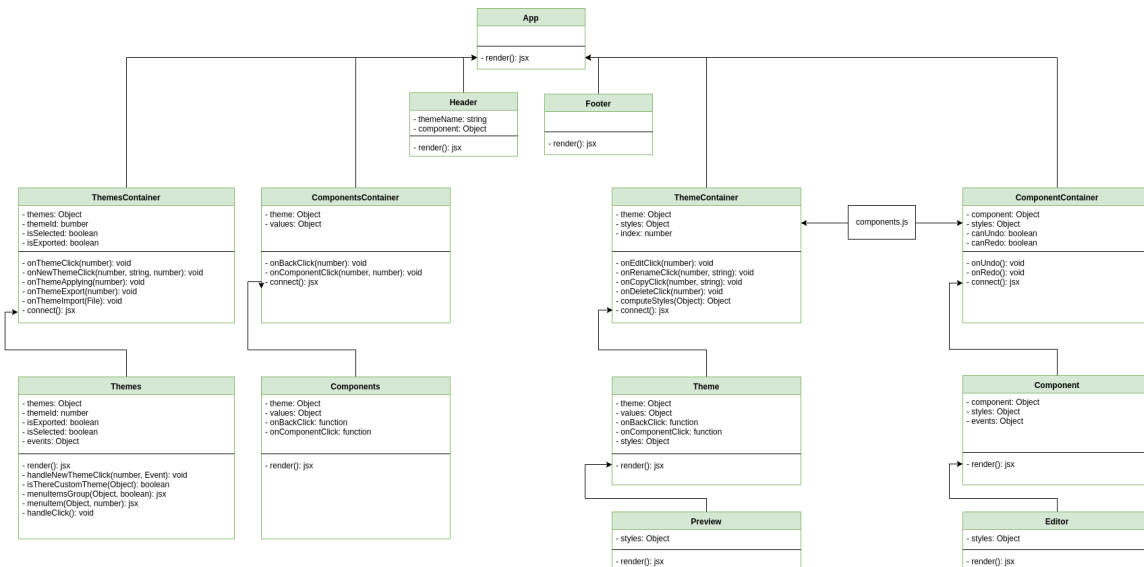 App
- render(): jsx
Header
- themeName: string
- component: Object
- render(): jsx
Footer
- render(): jsx
ThemesContainer
- themes: Object
- themeId: bumber
- isSelected: boolean
- isExported: boolean
- onThemeClick(number): void
- onNewThemeClick(number, string, number): void
- onThemeApplying(number): void
- onThemeExport(number): void
- onThemeImport(File): void
- connect(): jsx
ComponentsContainer
- theme: Object
- values: Object
- onBackClick(number): void
- onComponentClick(number, number): void
- connect(): jsx
ThemeContainer
- theme: Object
- styles: Object
- index: number
- onEditClick(number): void
- onRenameClick(number, string): void
- onCopyClick(number, string): void
- onDeleteClick(number): void
- computeStyles(Object): Object
- connect(): jsx
components.js
ComponentContainer
- component: Object
- styles: Object
- canUndo: boolean
- canRedo: boolean
- onUndo(): void
- onRedo(): void
- connect(): jsx
Themes
- themes: Object
- themeId: number
- isExported: boolean
- isSelected: boolean
- events: Object
- render(): jsx
- handleNewThemeClick(number, Event): void
- isThereCustomTheme(Object): boolean
- menuItemsGroup(Object, boolean): jsx
- menuItem(Object, number): jsx
- handleClick(): void
Components
- theme: Object
- values: Object
- onBackClick: function
- onComponentClick: function
- render(): jsx
Theme
- theme: Object
- values: Object
- onBackClick: function
- onComponentClick: function
- styles: Object
- render(): jsx
Component
- component: Object
- styles: Object
- events: Object
- render(): jsx
Preview
- styles: Object
- render(): jsx
Editor
- styles: Object
- render(): jsx